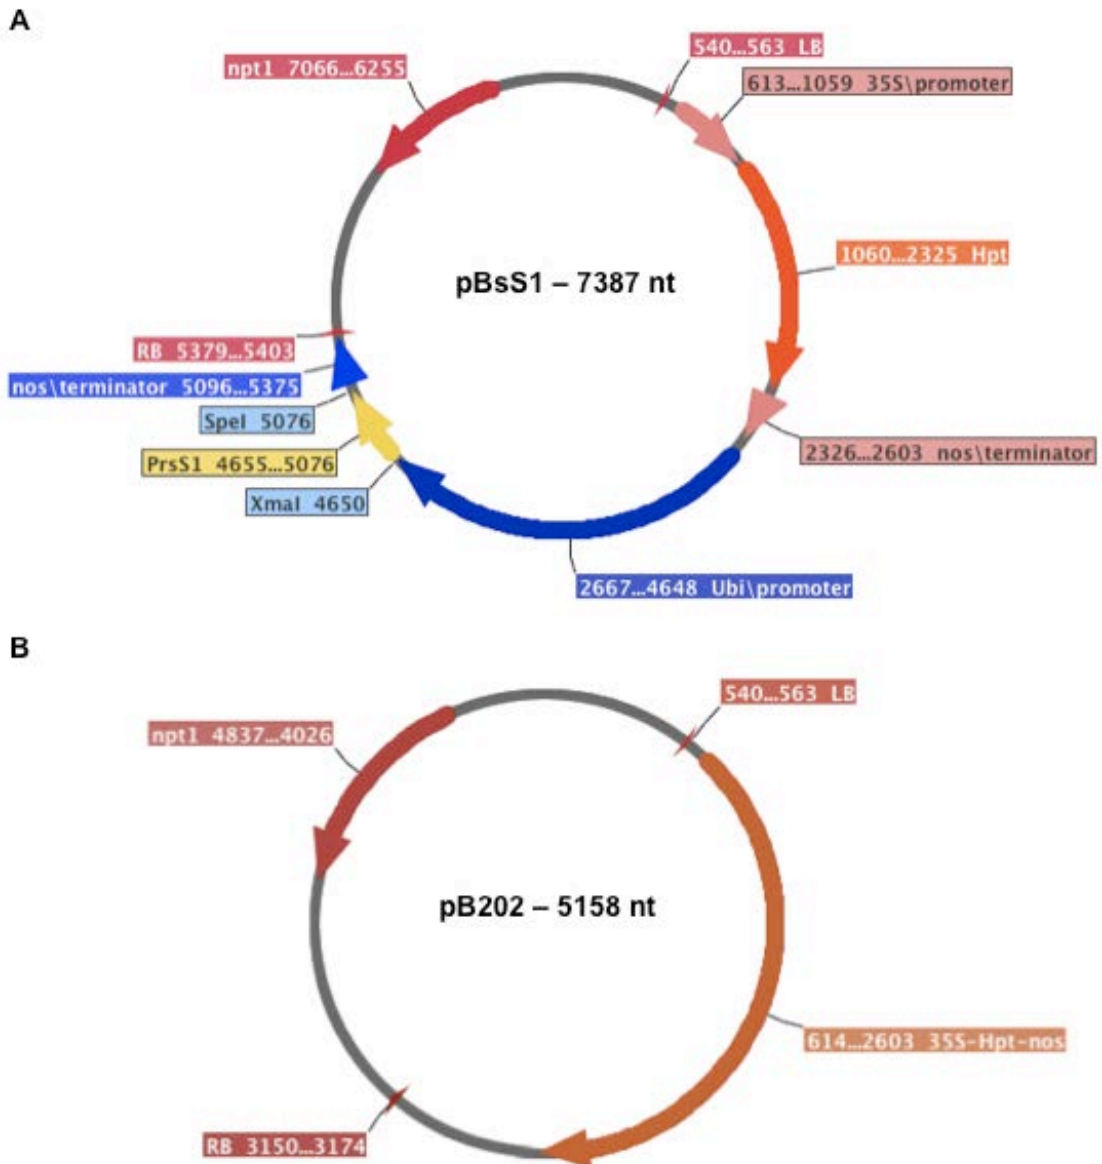 A
540...563 LB
npt1 7066...6255
613...1059 35S\promoter
1060...2325 Hpt
pBsS1 – 7387 nt
RB 5379...5403
nos\terminator 5096...5375
SpeI 5076
PrsS1 4655...5076
2326...2603 nos\terminator
XmaI 4650
2667...4648 Ubi\promoter
B
540...563 LB
npt1 4837...4026
pB202 – 5158 nt
614...2603 35S-Hpt-nos
RB 3150...3174